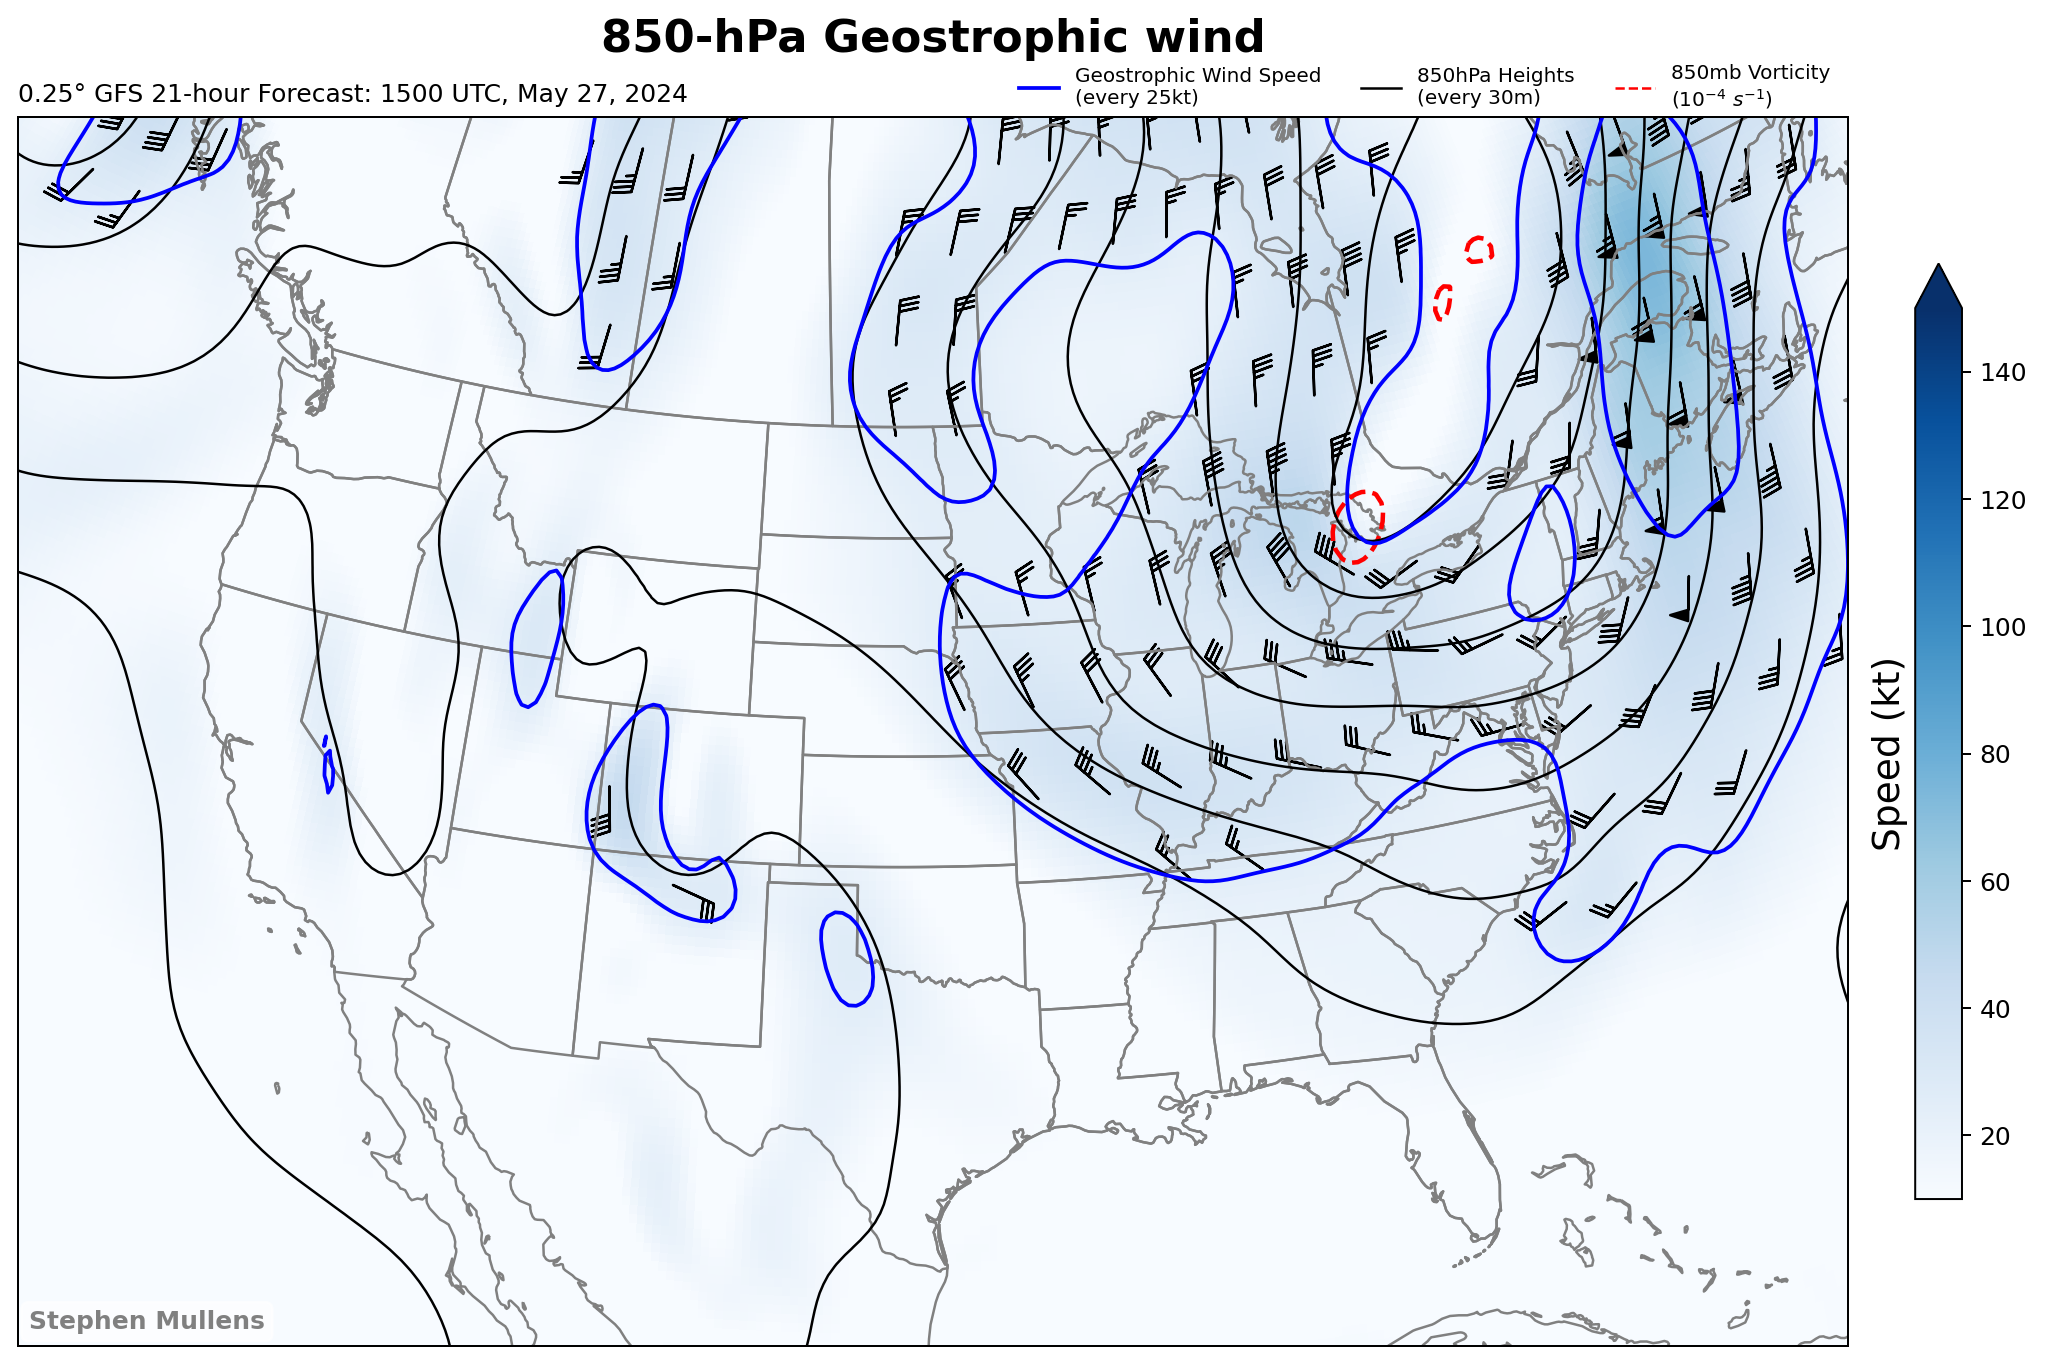 850-hPa Geostrophic wind
0.25° GFS 21-hour Forecast: 1500 UTC, May 27, 2024
Geostrophic Wind Speed
(every 25kt)
850hPa Heights
(every 30m)
850mb Vorticity
(10⁻⁴ s⁻¹)
140
120
100
80
60
40
20
Speed (kt)
Stephen Mullens